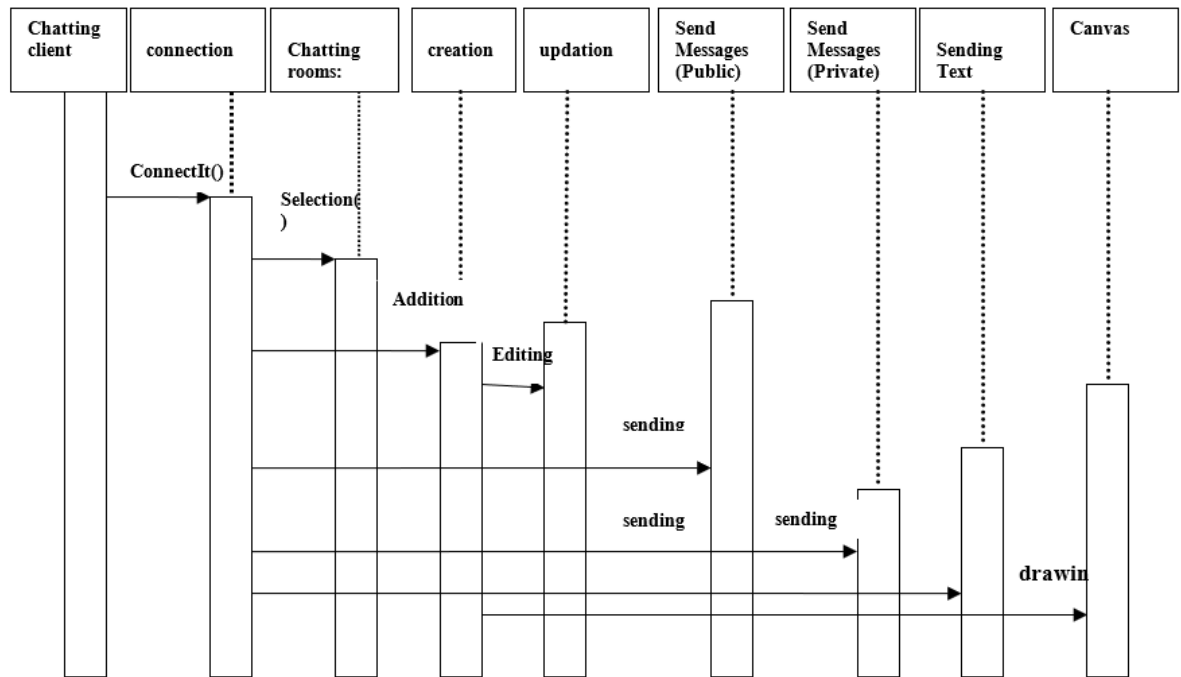 Chatting
client
connection
Chatting
rooms:
creation
updation
Send
Messages
(Public)
Send
Messages
(Private)
Sending
Text
Canvas
ConnectIt()
Selection(
)
Addition
Editing
sending
sending
sending
drawin